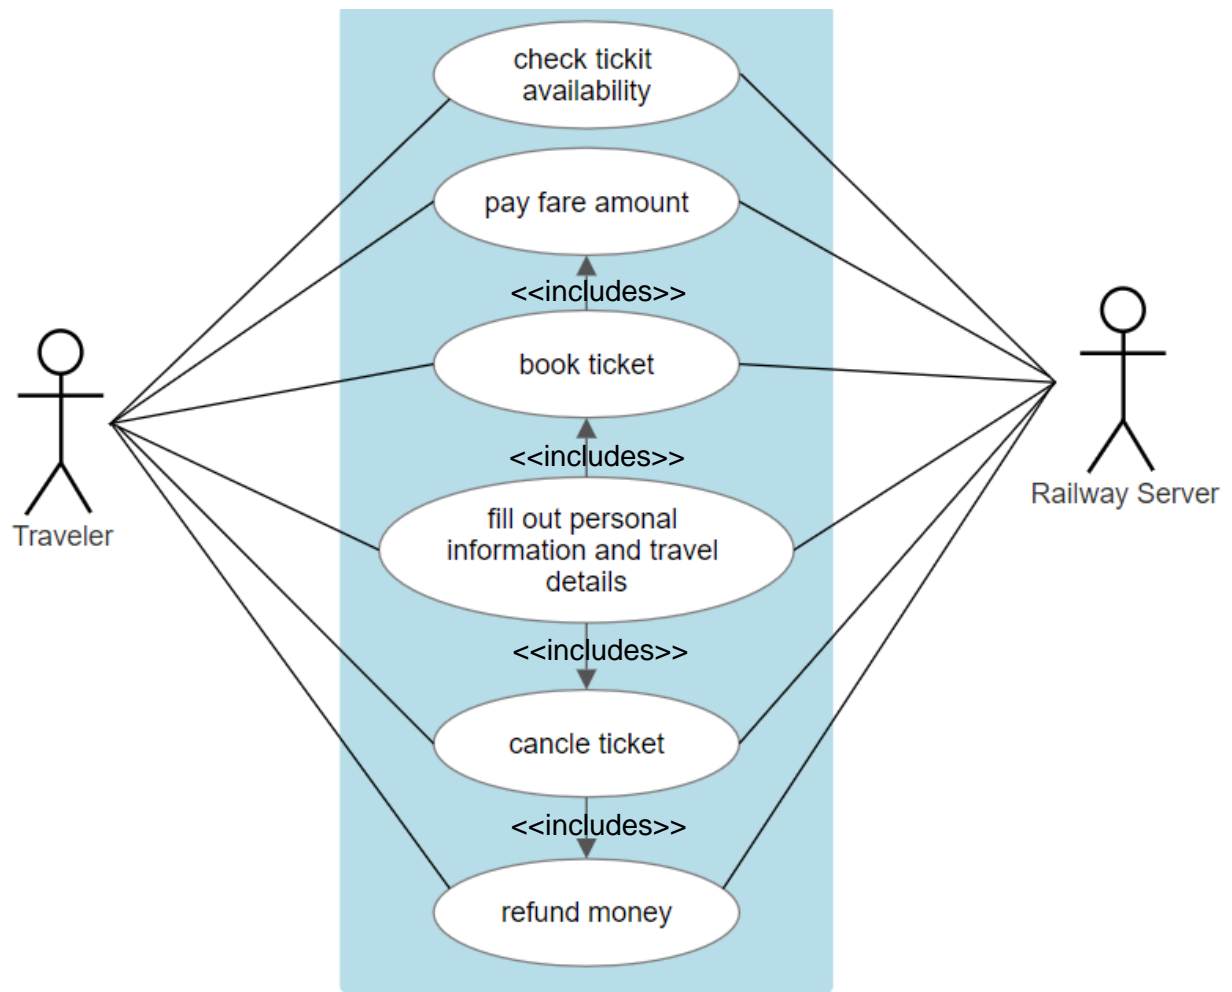 check tickit
availability
pay fare amount
<<includes>>
book ticket
<<includes>>
Traveler
Railway Server
fill out personal
information and travel
details
<<includes>>
cancle ticket
<<includes>>
refund money